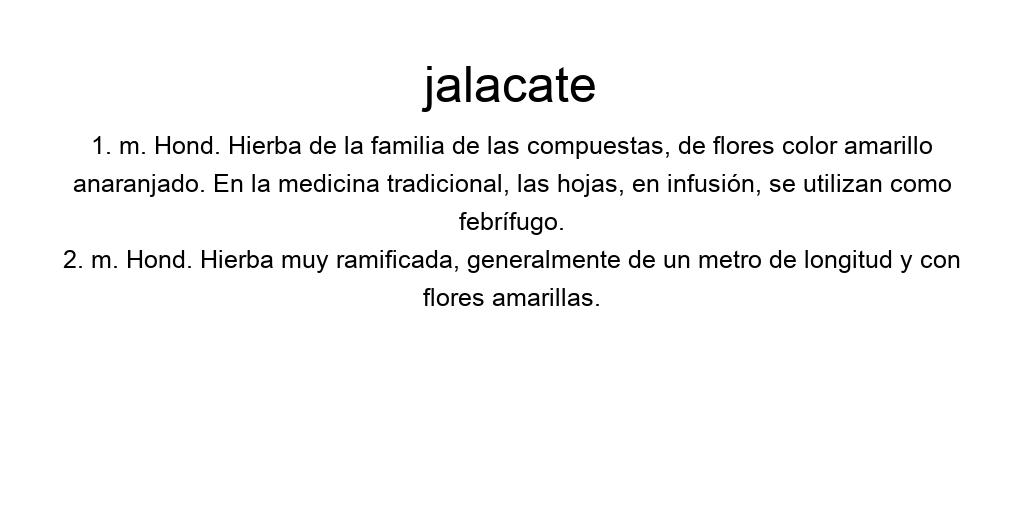 jalacate
1. m. Hond. Hierba de la familia de las compuestas, de flores color amarillo
anaranjado. En la medicina tradicional, las hojas, en infusión, se utilizan como
febrífugo.
2. m. Hond. Hierba muy ramificada, generalmente de un metro de longitud y con
flores amarillas.